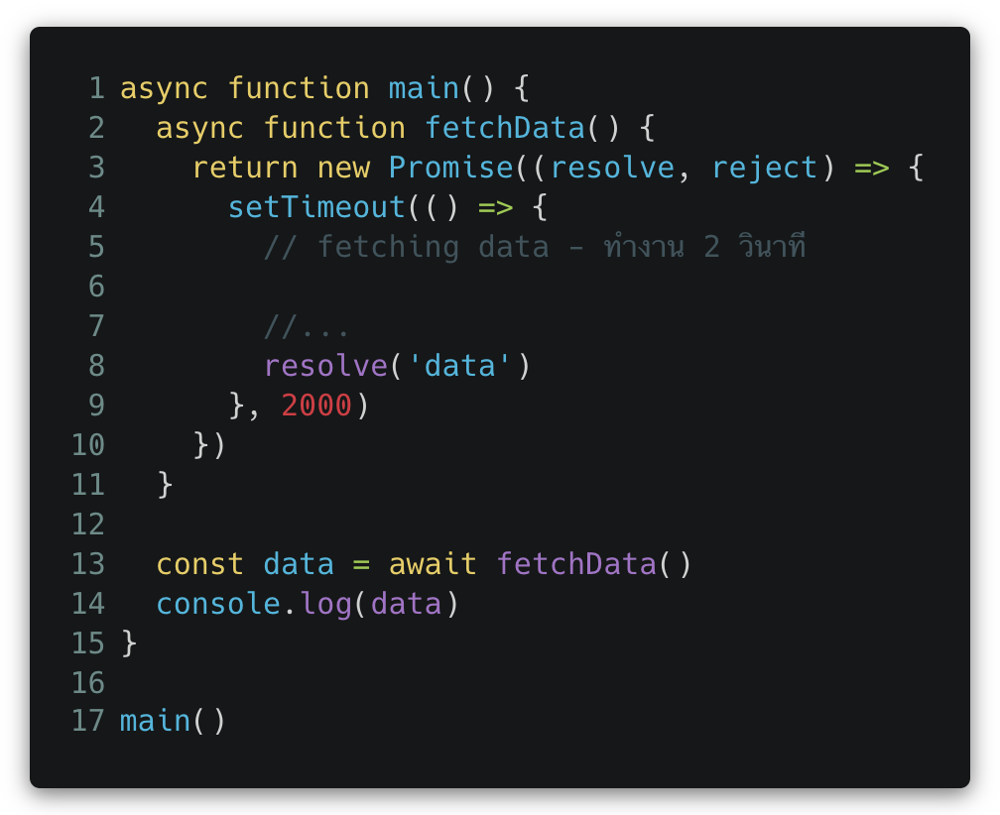 1 async function main() {
2   async function fetchData() {
3     return new Promise((resolve, reject) => {
4       setTimeout(() => {
5         // fetching data - ทำงาน 2 วินาที
6
7         //...
8         resolve('data')
9       }, 2000)
10     })
11   }
12
13   const data = await fetchData()
14   console.log(data)
15 }
16
17 main()